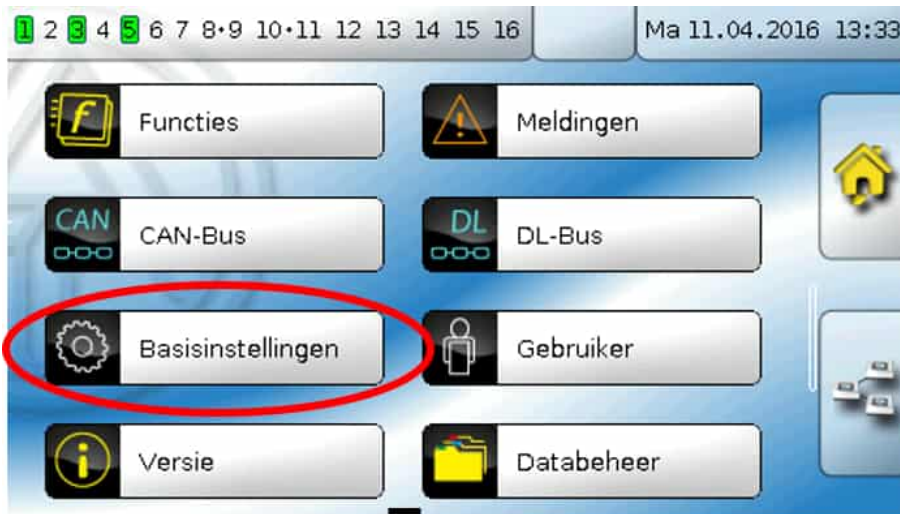 1 2 3 4 5 6 7 8•9 10•11 12 13 14 15 16 Ma 11.04.2016 13:33
f Functies Meldingen
CAN CAN-Bus DL DL-Bus
Basisinstellingen Gebruiker
i Versie Databeheer